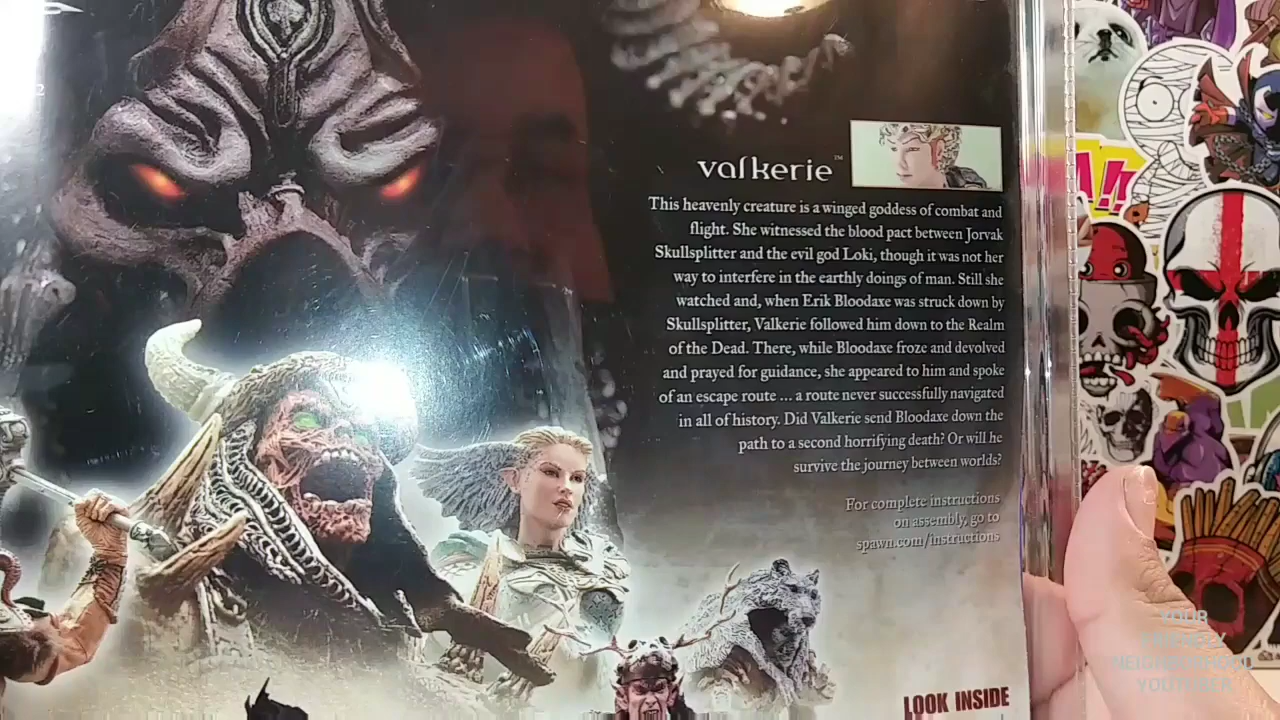 valkerie™
This heavenly creature is a winged goddess of combat and
flight. She witnessed the blood pact between Jorvak
Skullsplitter and the evil god Loki, though it was not her
way to interfere in the earthly doings of man. Still she
watched and, when Erik Bloodaxe was struck down by
Skullsplitter, Valkerie followed him down to the Realm
of the Dead. There, while Bloodaxe froze and devolved
and prayed for guidance, she appeared to him and spoke
of an escape route ... a route never successfully navigated
in all of history. Did Valkerie send Bloodaxe down the
path to a second horrifying death? Or will he
survive the journey between worlds?
For complete instructions
on assembly, go to
spawn.com/instructions
LOOK INSIDE
YOUR
FRIENDLY
NEIGHBORHOOD
YOUTUBER